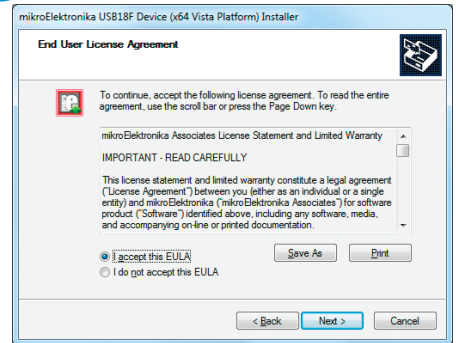 mikroElektronika USB18F Device (x64 Vista Platform) Installer
End User License Agreement
To continue, accept the following license agreement. To read the entire
agreement, use the scroll bar or press the Page Down key.
mikroElektronika Associates License Statement and Limited Warranty
IMPORTANT - READ CAREFULLY
This license statement and limited warranty constitute a legal agreement
("License Agreement") between you (either as an individual or a single
entity) and mikroElektronika ("mikroElektronika Associates") for software
product ("Software") identified above, including any software, media,
and accompanying on-line or printed documentation.
I accept this EULA
Save As Print
I do not accept this EULA
< Back Next > Cancel